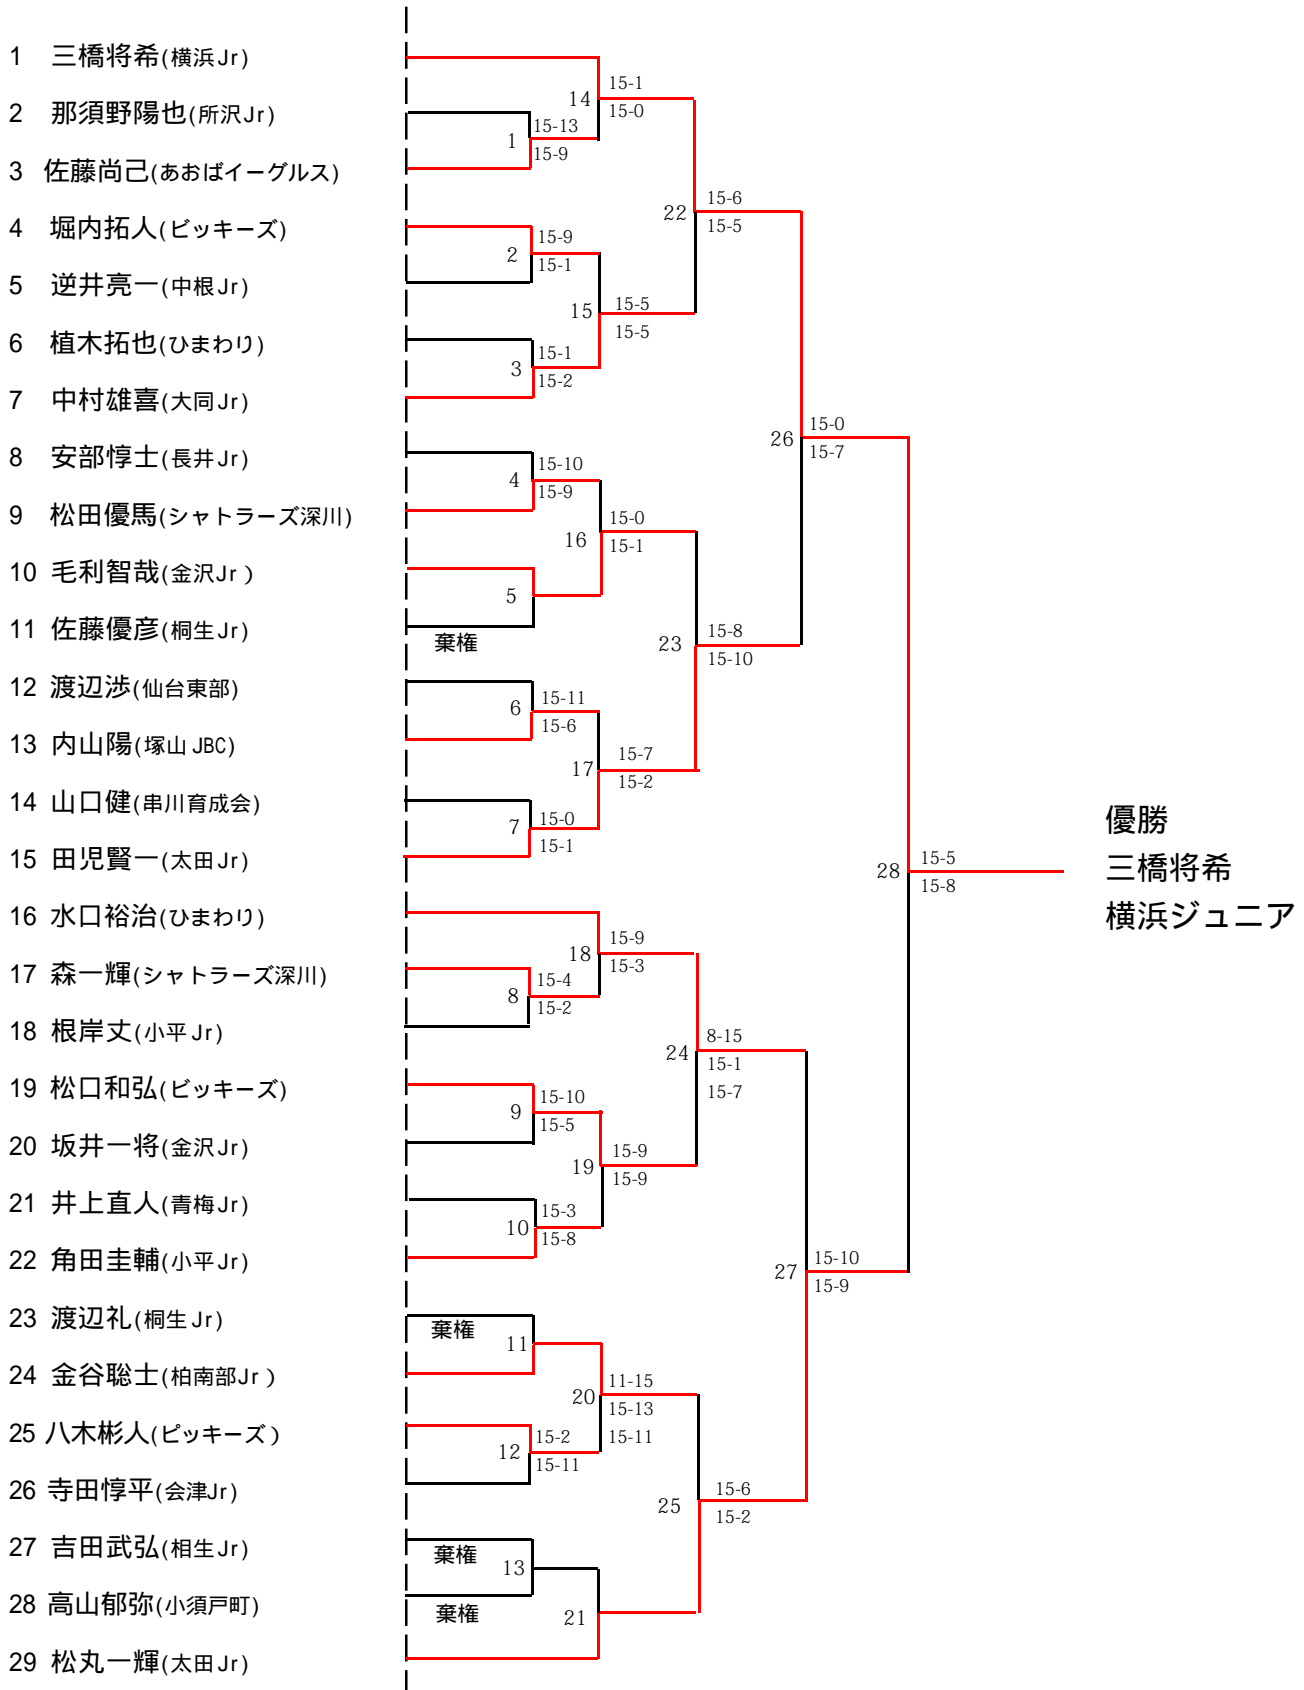 1 三橋将希(横浜Jr)
2 那須野陽也(所沢Jr)
3 佐藤尚己(あおばイーグルス)
4 堀内拓人(ビッキーズ)
5 逆井亮一(中根Jr)
6 植木拓也(ひまわり)
7 中村雄喜(大同Jr)
8 安部惇士(長井Jr)
9 松田優馬(シャトラーズ深川)
10 毛利智哉(金沢Jr)
11 佐藤優彦(桐生Jr)
12 渡辺渉(仙台東部)
13 内山陽(塚山JBC)
14 山口健(串川育成会)
15 田児賢一(太田Jr)
16 水口裕治(ひまわり)
17 森一輝(シャトラーズ深川)
18 根岸丈(小平Jr)
19 松口和弘(ビッキーズ)
20 坂井一将(金沢Jr)
21 井上直人(青梅Jr)
22 角田圭輔(小平Jr)
23 渡辺礼(桐生Jr)
24 金谷聡士(柏南部Jr)
25 八木彬人(ピッキーズ)
26 寺田惇平(会津Jr)
27 吉田武弘(相生Jr)
28 高山郁弥(小須戸町)
29 松丸一輝(太田Jr)
1
15-13
15-9
2
15-9
15-1
3
15-1
15-2
4
15-10
15-9
5
棄権
6
15-11
15-6
7
15-0
15-1
8
15-4
15-2
9
15-10
15-5
10
15-3
15-8
棄権
11
12
15-2
15-11
棄権
13
棄権
14
15-1
15-0
15
15-5
15-5
16
15-0
15-1
17
15-7
15-2
18
15-9
15-3
19
15-9
15-9
20
11-15
15-13
15-11
21
22
15-6
15-5
23
15-8
15-10
24
8-15
15-1
15-7
25
15-6
15-2
26
15-0
15-7
27
15-10
15-9
28
15-5
15-8
優勝
三橋将希
横浜ジュニア